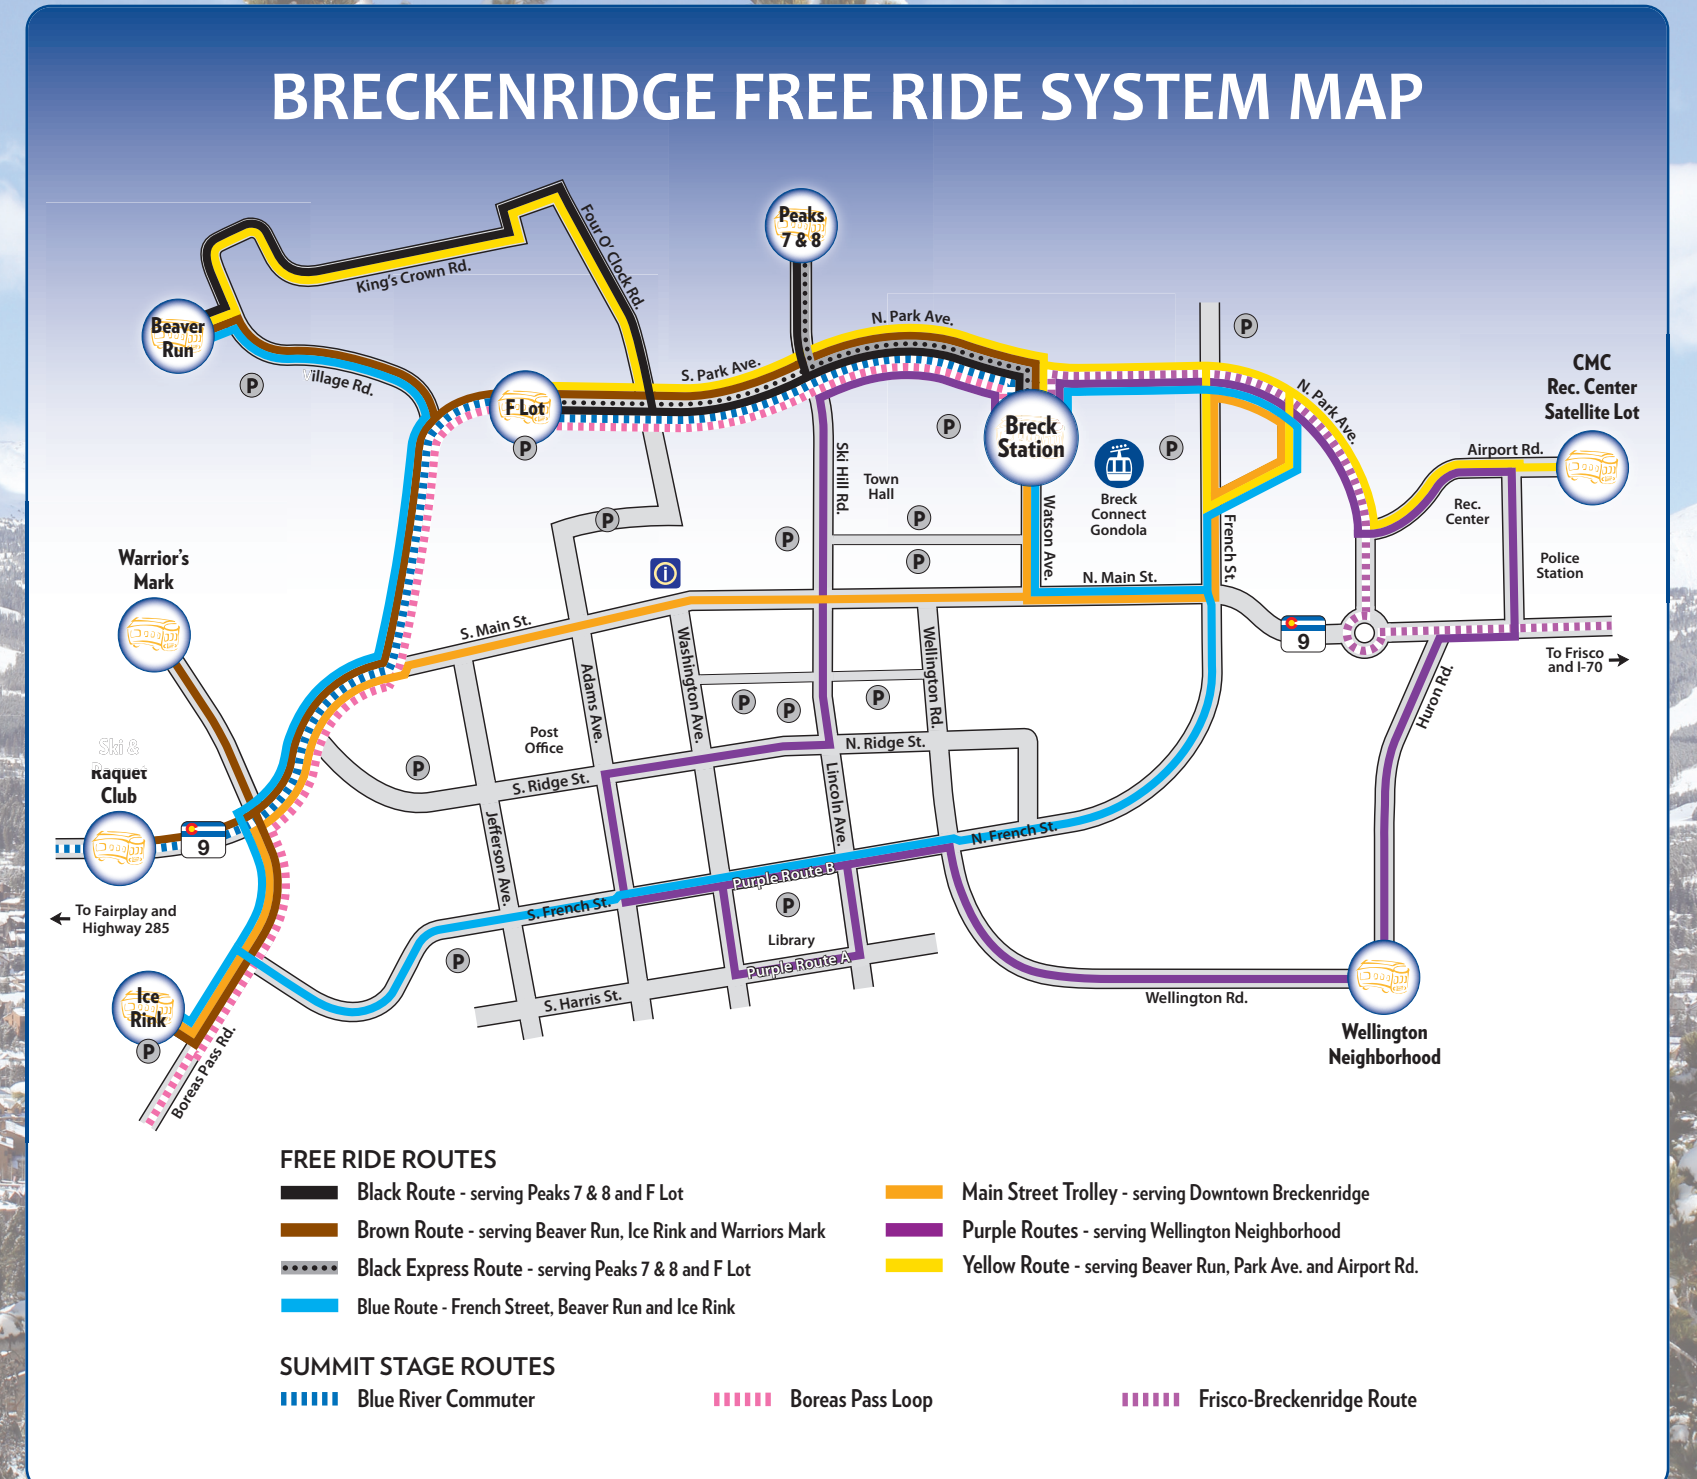 BRECKENRIDGE FREE RIDE SYSTEM MAP
Peaks
7 & 8
Four O' Clock Rd.
King's Crown Rd.
Beaver
Run
P
Village Rd.
F Lot
P
S. Park Ave.
N. Park Ave.
P
N. Park Ave.
CMC
Rec. Center
Satellite Lot
Airport Rd.
Rec.
Center
Police
Station
Breck
Station
P
P
Breck
Connect
Gondola
Ski Hill Rd.
Town
Hall
P
P
P
P
Watson Ave.
French St.
N. Main St.
9
To Frisco
and I-70
Huron Rd.
Warrior's
Mark
i
S. Main St.
Adams Ave.
Washington Ave.
Wellington Rd.
P
P
P
Post
Office
P
N. Ridge St.
S. Ridge St.
Lincoln Ave.
Jefferson Ave.
Ski &
Raquet
Club
9
To Fairplay and
Highway 285
N. French St.
Purple Route B
S. French St.
P
Library
Purple Route A
P
S. Harris St.
Ice
Rink
P
Boreas Pass Rd.
Wellington Rd.
Wellington
Neighborhood
FREE RIDE ROUTES
Black Route - serving Peaks 7 & 8 and F Lot
Brown Route - serving Beaver Run, Ice Rink and Warriors Mark
Black Express Route - serving Peaks 7 & 8 and F Lot
Blue Route - French Street, Beaver Run and Ice Rink
Main Street Trolley - serving Downtown Breckenridge
Purple Routes - serving Wellington Neighborhood
Yellow Route - serving Beaver Run, Park Ave. and Airport Rd.
SUMMIT STAGE ROUTES
Blue River Commuter
Boreas Pass Loop
Frisco-Breckenridge Route